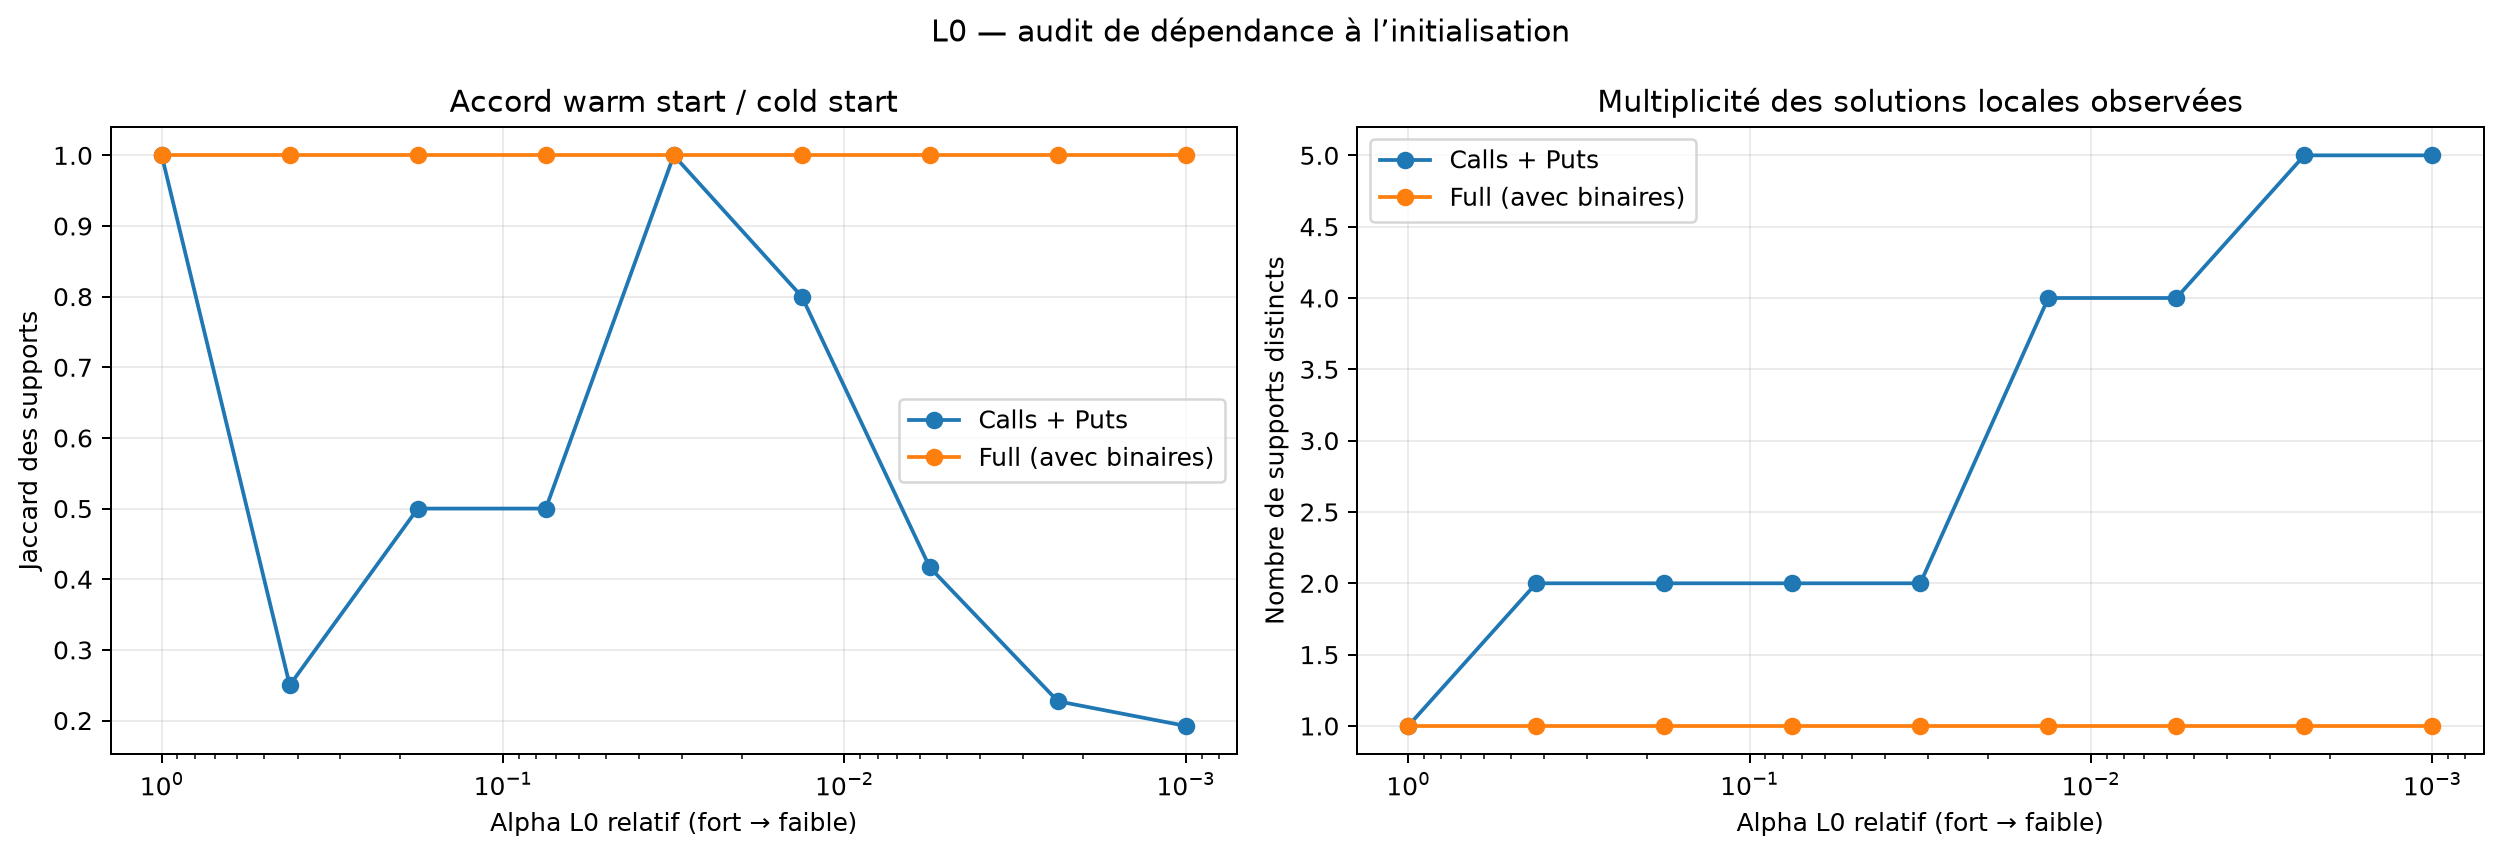 L0 — audit de dépendance à l’initialisation
Accord warm start / cold start
Jaccard des supports
1.0
0.9
0.8
0.7
0.6
0.5
0.4
0.3
0.2
Calls + Puts
Full (avec binaires)
10⁰
10⁻¹
10⁻²
10⁻³
Alpha L0 relatif (fort → faible)
Multiplicité des solutions locales observées
Nombre de supports distincts
5.0
4.5
4.0
3.5
3.0
2.5
2.0
1.5
1.0
Calls + Puts
Full (avec binaires)
10⁰
10⁻¹
10⁻²
10⁻³
Alpha L0 relatif (fort → faible)